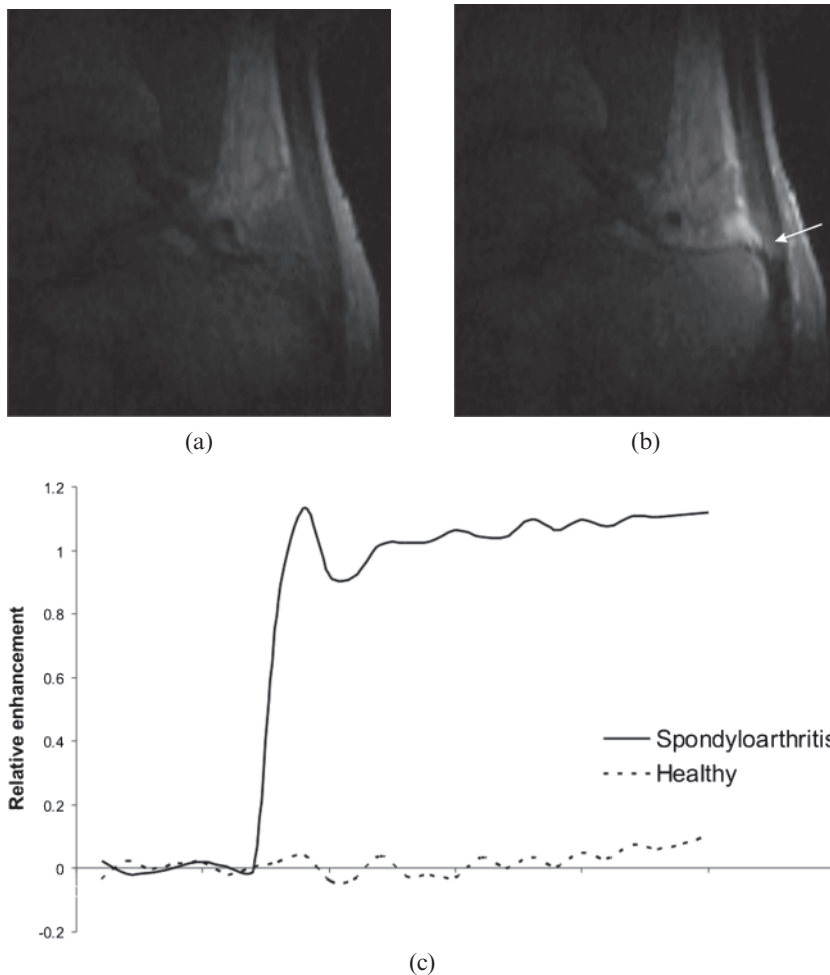 (a)
(b)
1.2
1
0.8
0.6
0.4
0.2
0
-0.2
Relative enhancement
Spondyloarthritis
Healthy
(c)